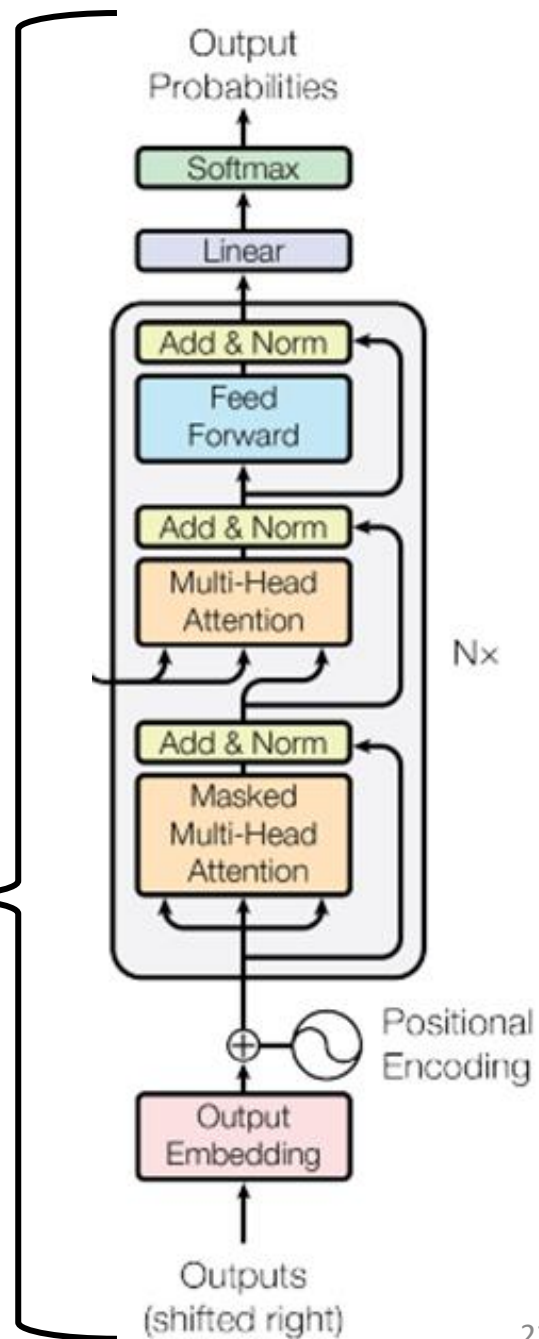 Output
Probabilities
Softmax
Linear
Add & Norm
Feed
Forward
Add & Norm
Multi-Head
Attention
N×
Add & Norm
Masked
Multi-Head
Attention
Positional
Encoding
Output
Embedding
Outputs
(shifted right)